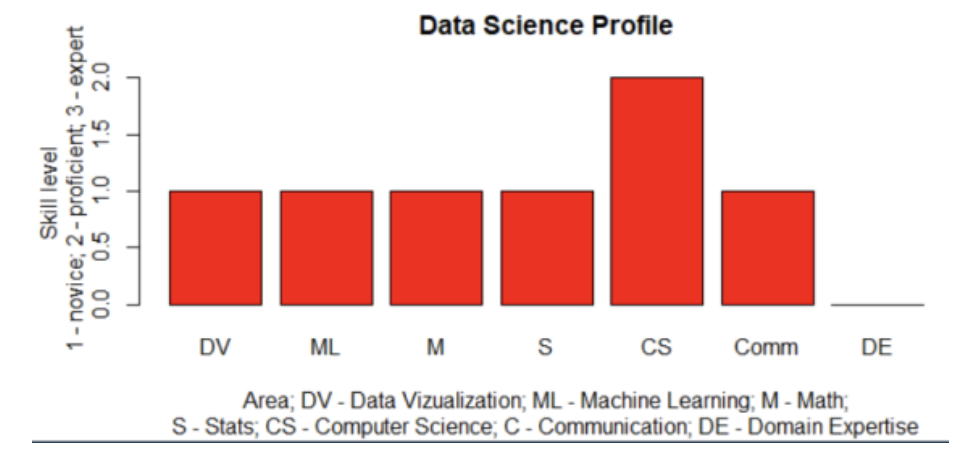 Data Science Profile
Skill level
1 - novice; 2 - proficient; 3 - expert
2.0
1.5
1.0
0.5
0.0
DV ML M S CS Comm DE
Area; DV - Data Vizualization; ML - Machine Learning; M - Math;
S - Stats; CS - Computer Science; C - Communication; DE - Domain Expertise